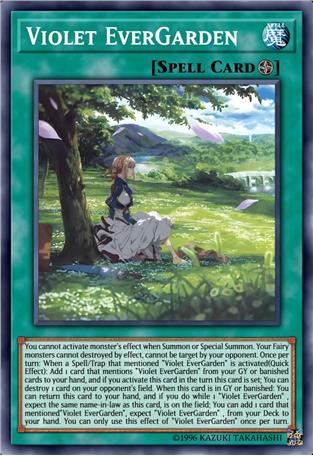 VIOLET EVERGARDEN
SPELL
魔
[SPELL CARD]
You cannot activate monster's effect when Summon or Special Summon. Your Fairy
monsters cannot destroyed by effect, cannot be target by your opponent. Once per
turn: When a Spell/Trap that mentioned "Violet EverGarden" is activated(Quick
Effect): Add 1 card that mentions "Violet EverGarden" from your GY or banished
cards to your hand, and if you activate this card in the turn this card is set; You can
destroy 1 card on your opponent's field. When this card is in GY or banished: You
can return this card to your hand, and if you do while 1 "Violet EverGarden",
expect the same name-in-law as this card, is on the field; You can add 1 card that
mentioned"Violet EverGarden", expect "Violet EverGarden" , from your Deck to
your hand. You can only use this effect of "Violet EverGarden" once per turn.
©1996 KAZUKI TAKAHASHI